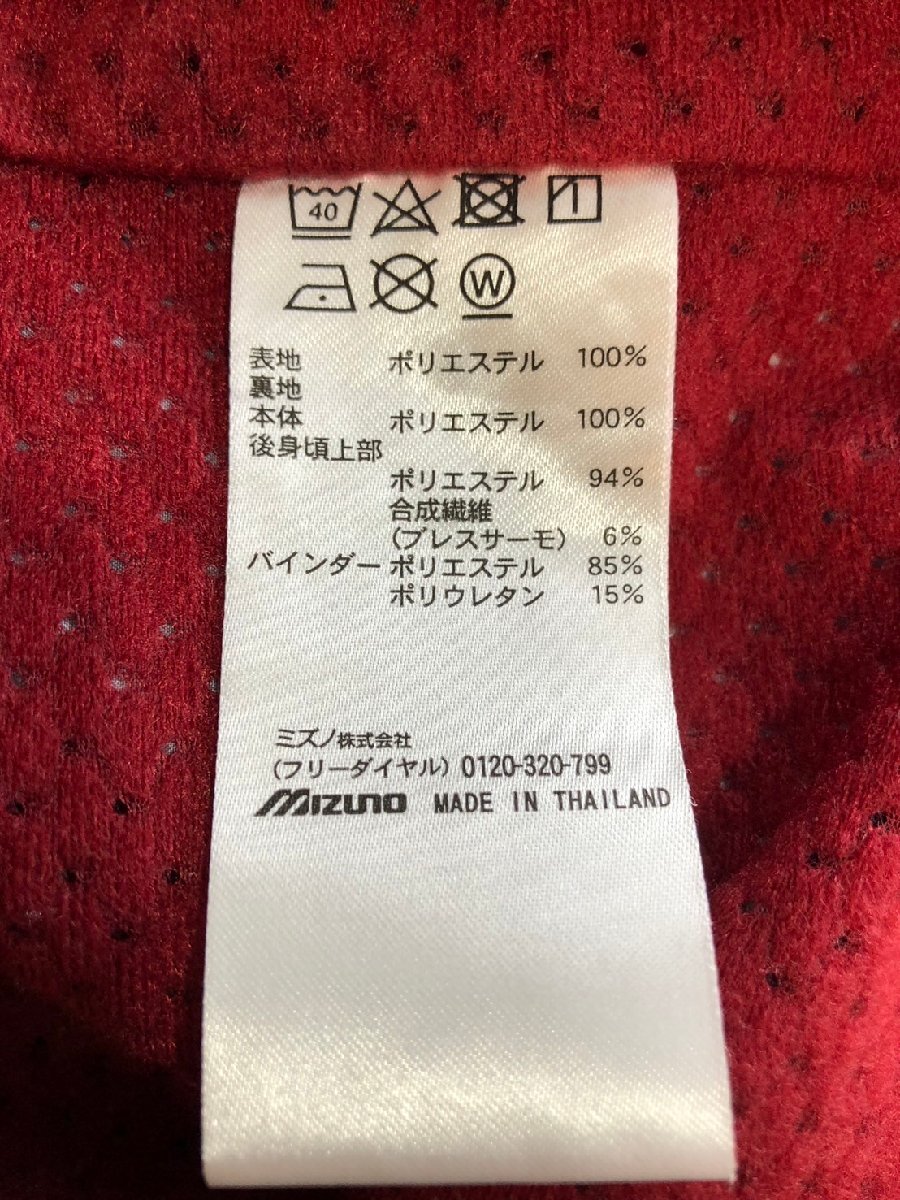 40
W
表地 ポリエステル 100%
裏地
本体 ポリエステル 100%
後身頃上部
ポリエステル 94%
合成繊維
(ブレスサーモ) 6%
バインダー ポリエステル 85%
ポリウレタン 15%
ミズノ株式会社
(フリーダイヤル) 0120-320-799
MIZUNO MADE IN THAILAND